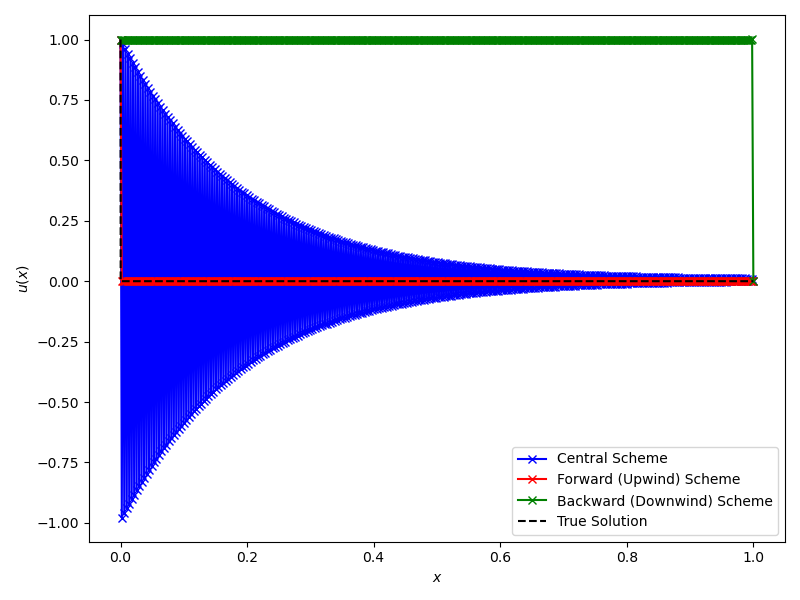 1.00
0.75
0.50
0.25
0.00
−0.25
−0.50
−0.75
−1.00
u(x)
0.0 0.2 0.4 0.6 0.8 1.0
x
Central Scheme
Forward (Upwind) Scheme
Backward (Downwind) Scheme
True Solution